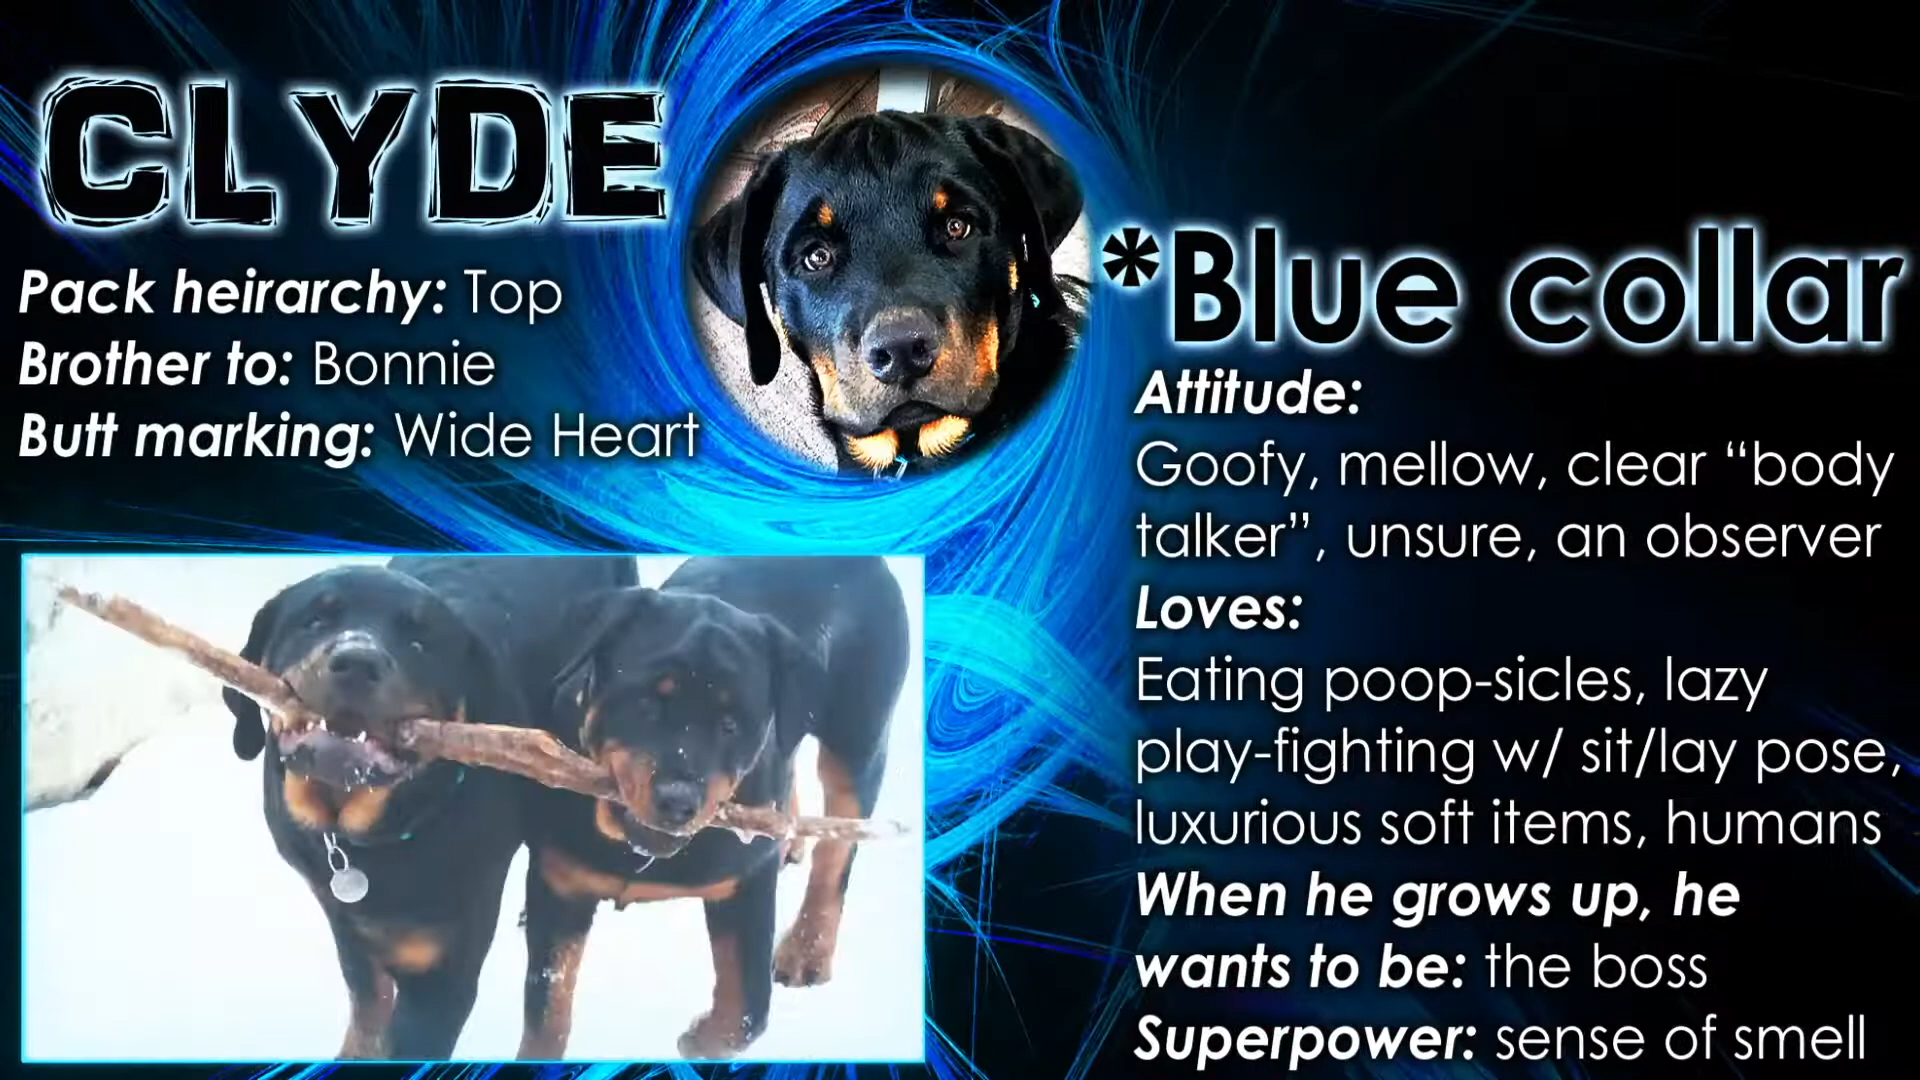 CLYDE
Pack heirarchy: Top
Brother to: Bonnie
Butt marking: Wide Heart
*Blue collar
Attitude:
Goofy, mellow, clear “body
talker”, unsure, an observer
Loves:
Eating poop-sicles, lazy
play-fighting w/ sit/lay pose,
luxurious soft items, humans
When he grows up, he
wants to be: the boss
Superpower: sense of smell